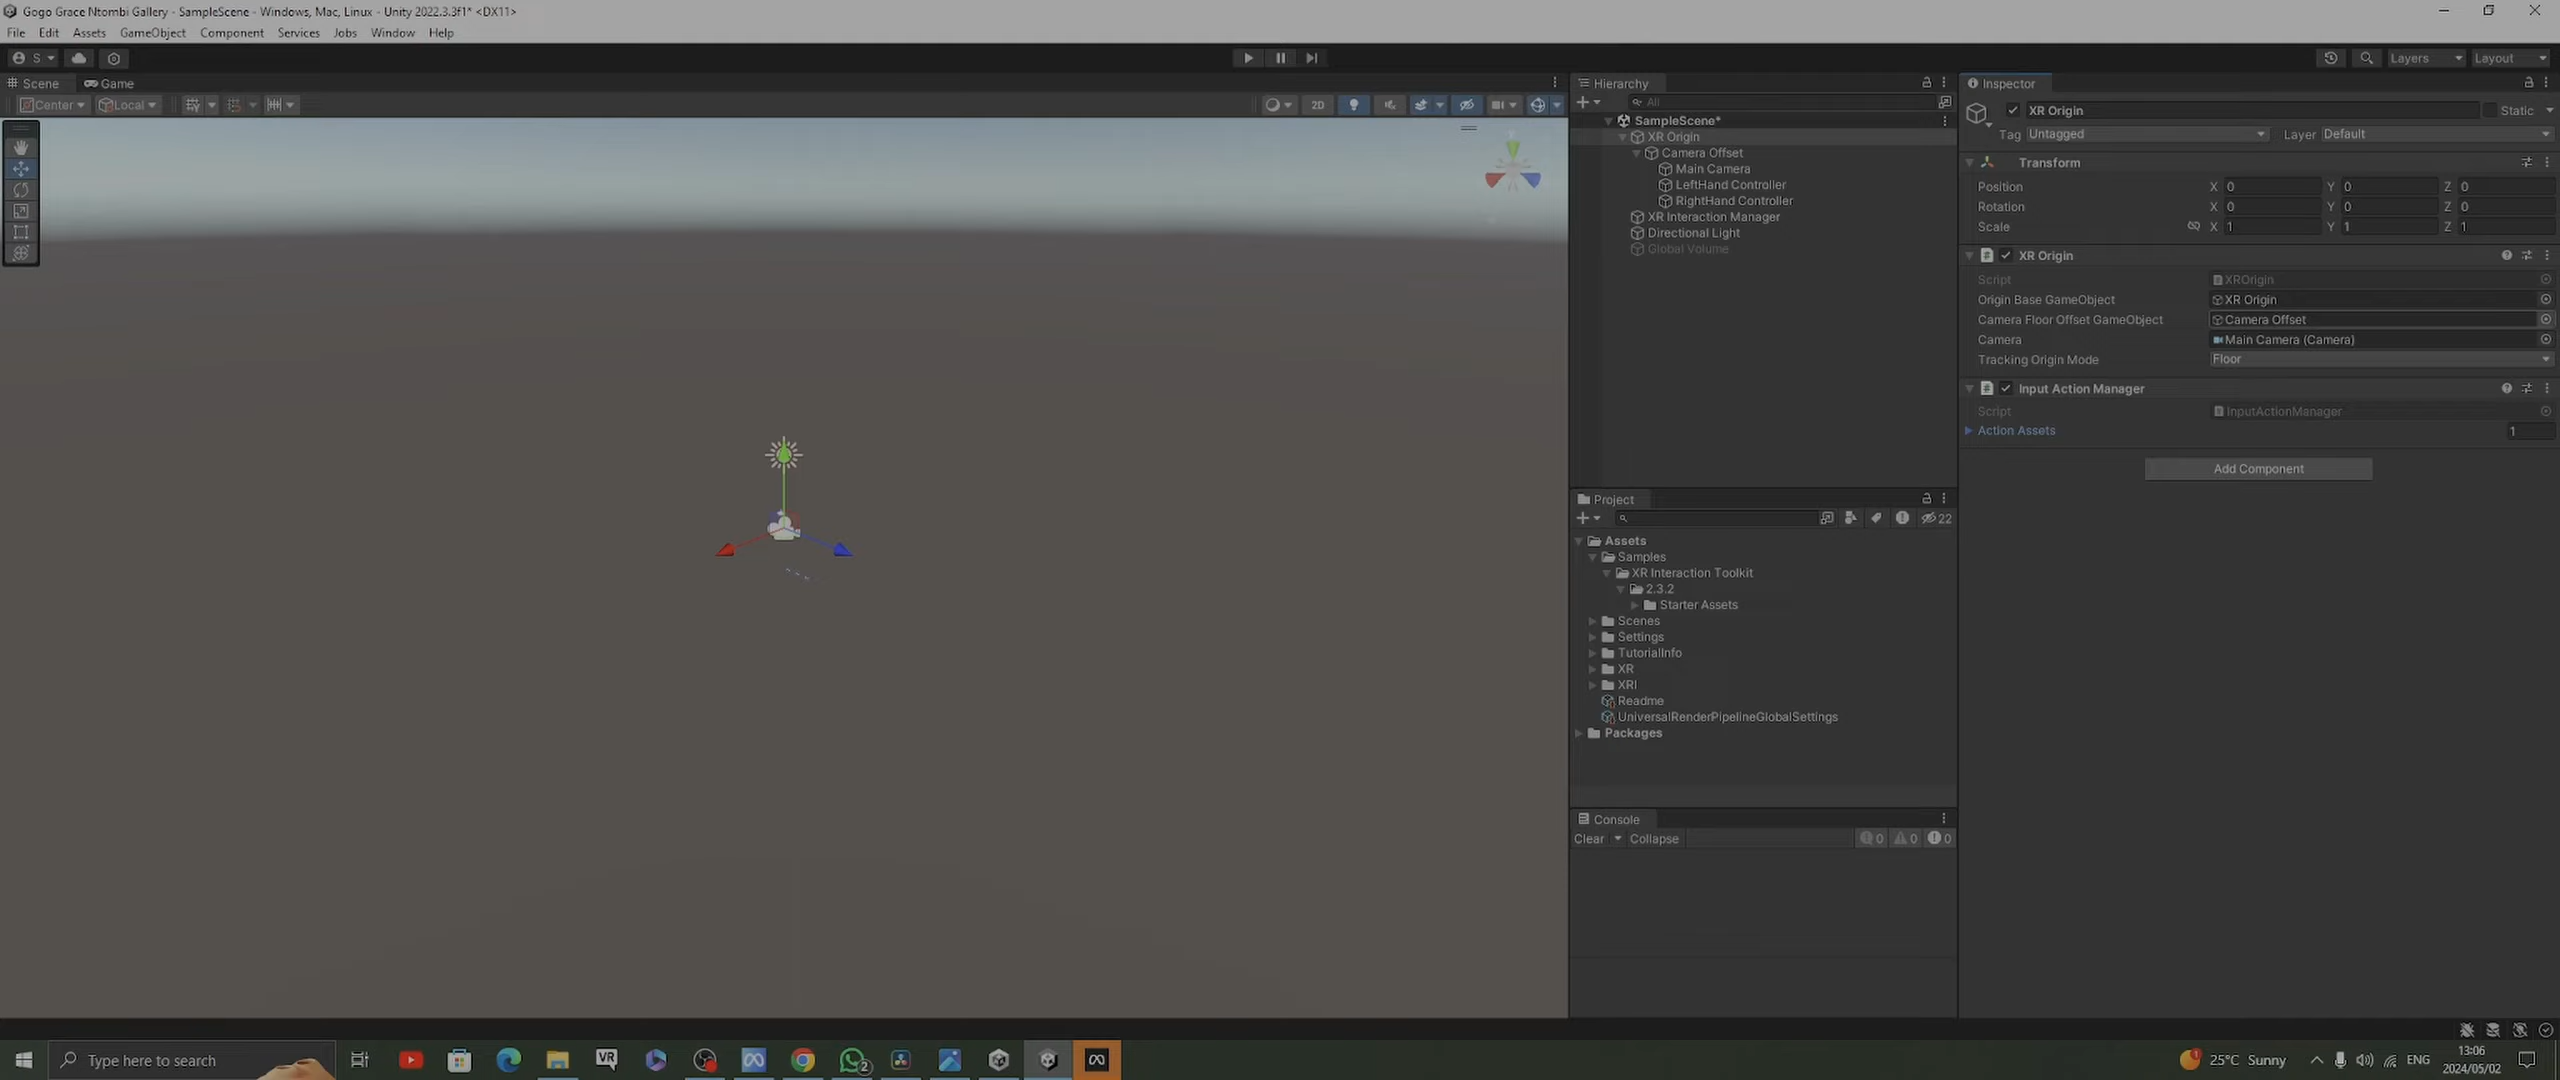 Gogo Grace Ntombi Gallery - SampleScene - Windows, Mac, Linux - Unity 2022.3.3f1* <DX11>
File Edit Assets GameObject Component Services Jobs Window Help
S Layers Layout
Scene Game
Center Local 2D
Hierarchy
All
SampleScene*
XR Origin
Camera Offset
Main Camera
LeftHand Controller
RightHand Controller
XR Interaction Manager
Directional Light
Global Volume
Project
22
Assets
Samples
XR Interaction Toolkit
2.3.2
Starter Assets
Scenes
Settings
TutorialInfo
XR
XRI
Readme
UniversalRenderPipelineGlobalSettings
Packages
Console
Clear Collapse 0 0 0
Inspector
XR Origin Static
Tag Untagged Layer Default
Transform
Position X 0 Y 0 Z 0
Rotation X 0 Y 0 Z 0
Scale X 1 Y 1 Z 1
XR Origin
Script XROrigin
Origin Base GameObject XR Origin
Camera Floor Offset GameObject Camera Offset
Camera Main Camera (Camera)
Tracking Origin Mode Floor
Input Action Manager
Script InputActionManager
Action Assets 1
Add Component
Type here to search
VR
2
1
25°C Sunny
ENG
13:06
2024/05/02